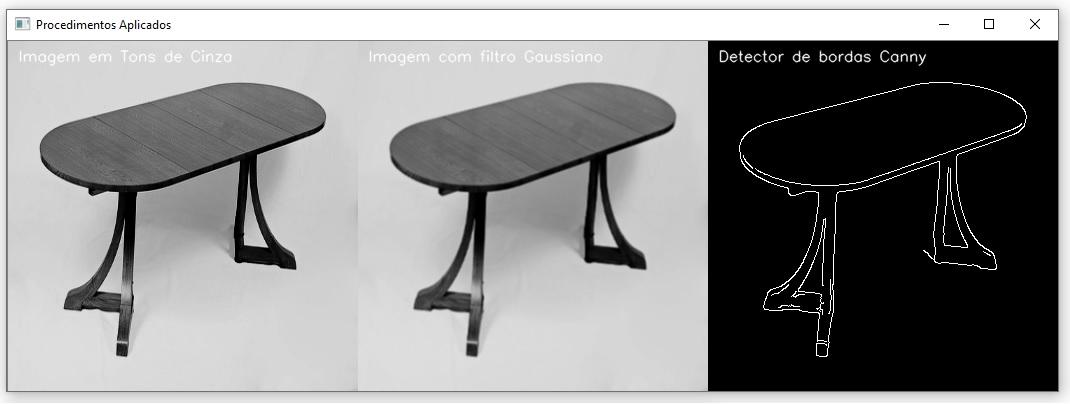 Procedimentos Aplicados
Imagem em Tons de Cinza
Imagem com filtro Gaussiano
Detector de bordas Canny